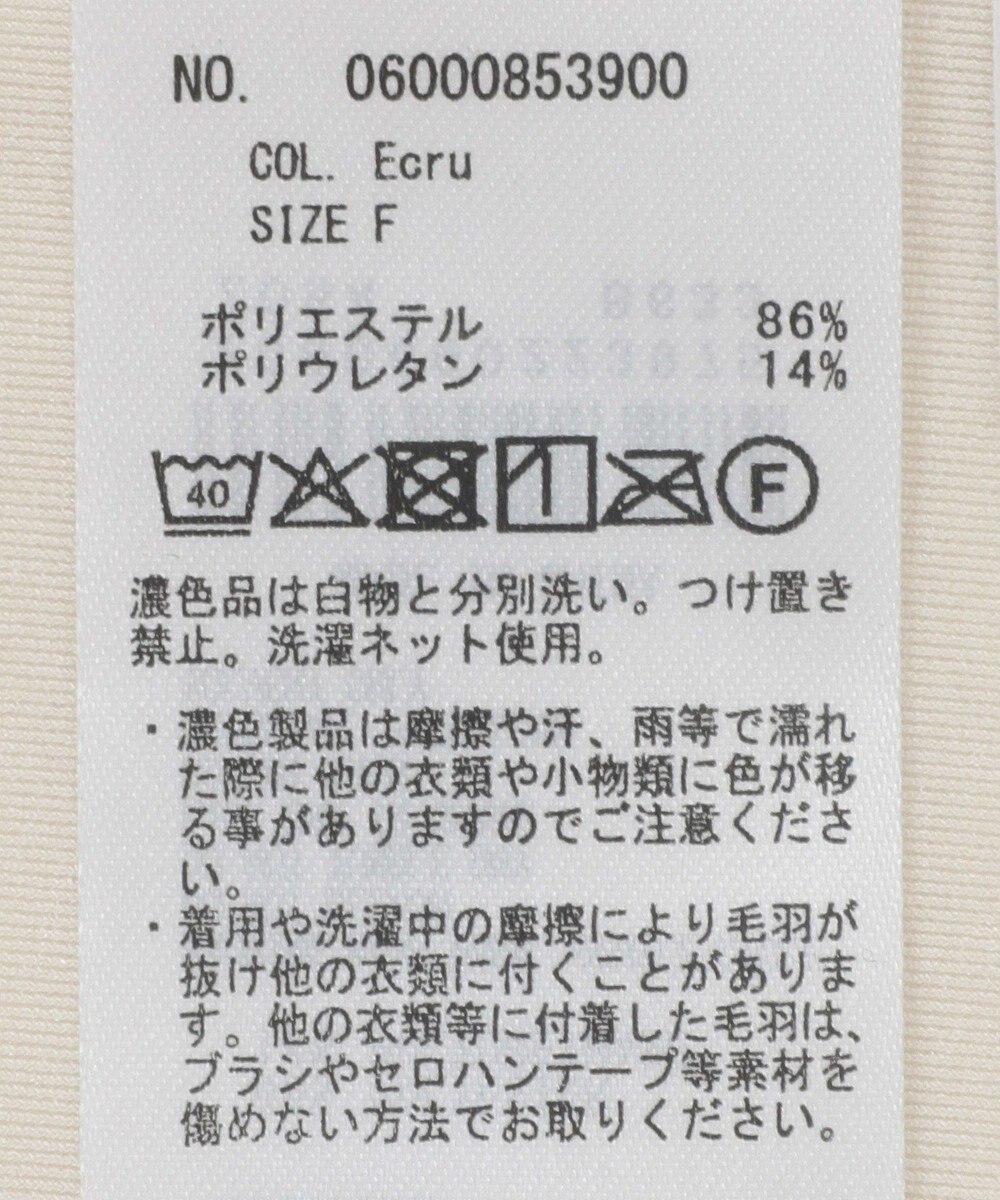 NO. 06000853900
COL. Ecru
SIZE F
ポリエステル 86%
ポリウレタン 14%
40 F
濃色品は白物と分別洗い。つけ置き
禁止。洗濯ネット使用。
・濃色製品は摩擦や汗、雨等で濡れ
た際に他の衣類や小物類に色が移
る事がありますのでご注意くださ
い。
・着用や洗濯中の摩擦により毛羽が
抜け他の衣類に付くことがありま
す。他の衣類等に付着した毛羽は、
ブラシやセロハンテープ等素材を
傷めない方法でお取りください。